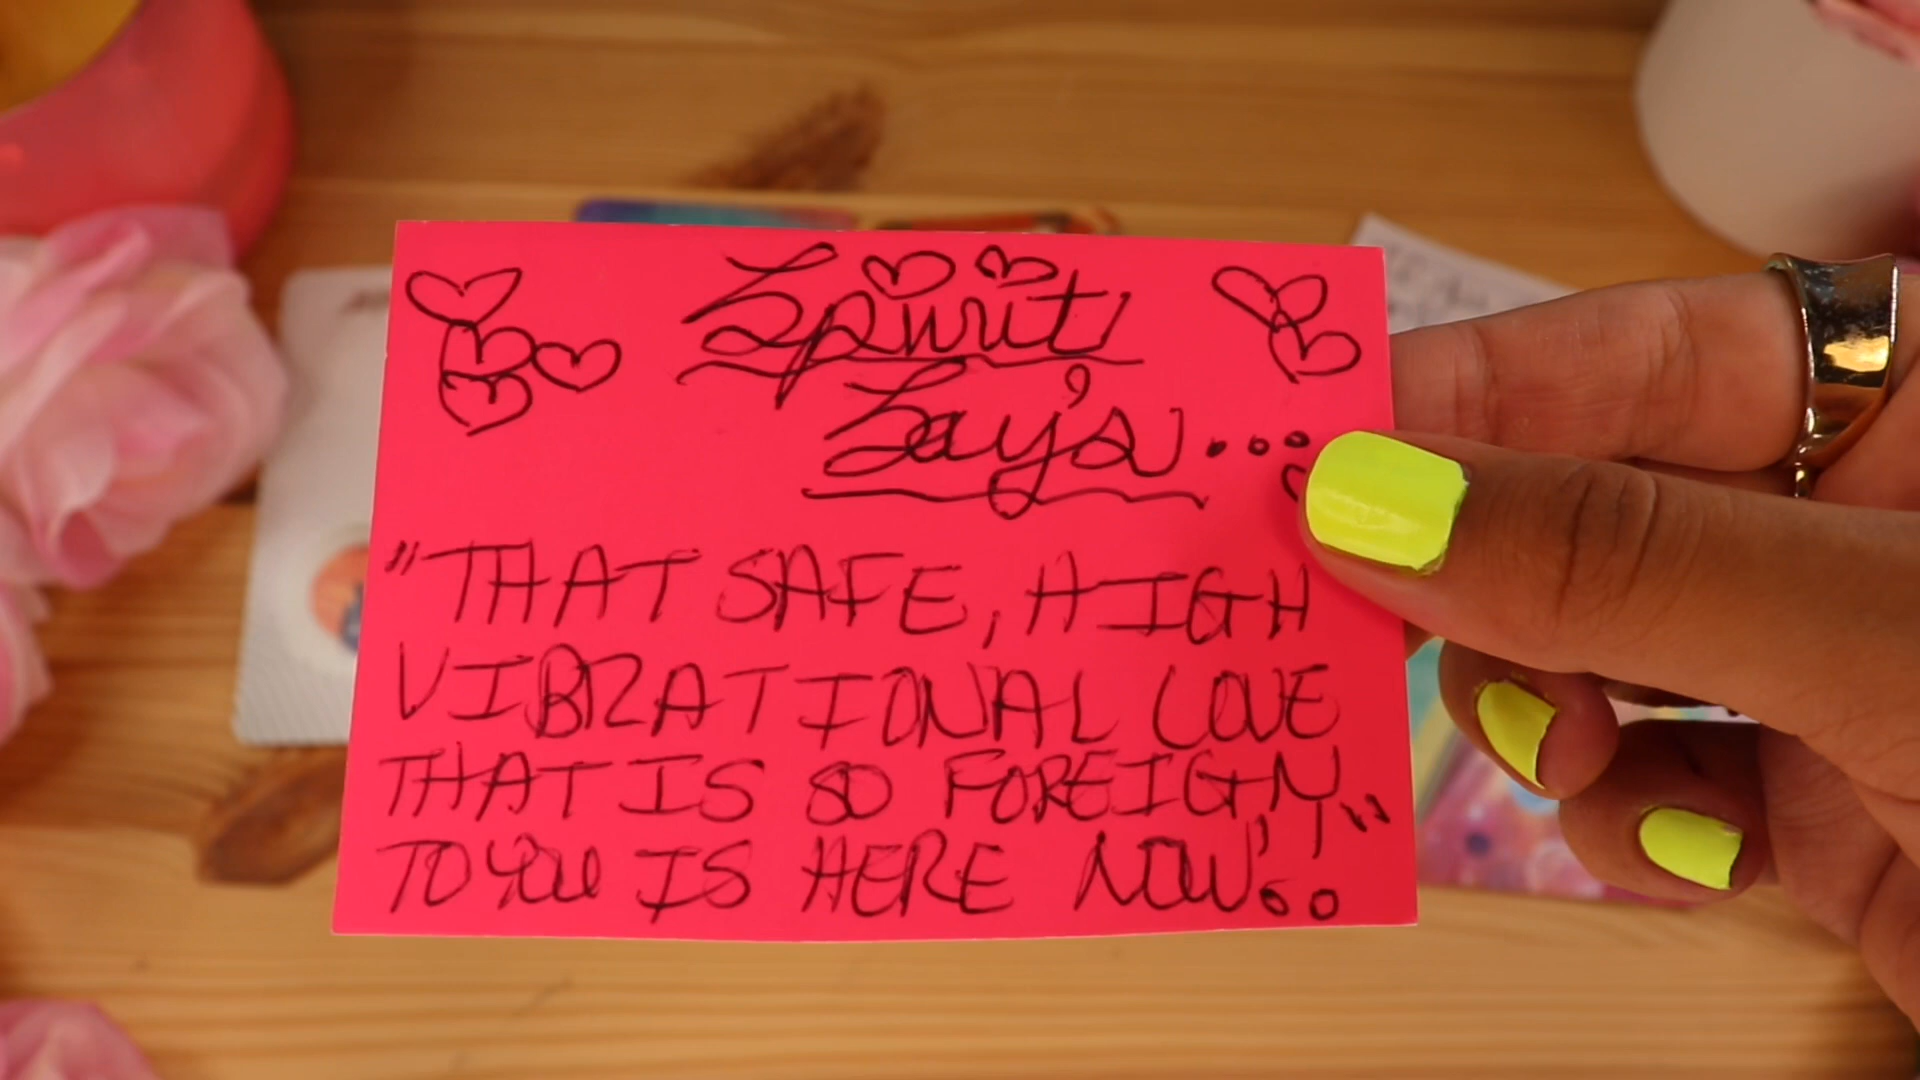 Spirit
Say's...
"THAT SAFE, HIGH
VIBRATIONAL LOVE
THAT IS SO FOREIGN
TO YOU IS HERE NOW!!"